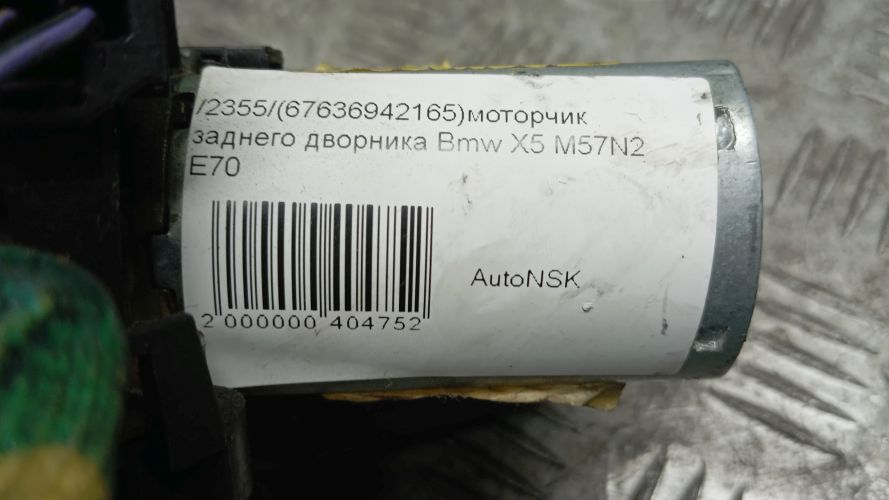 /2355/(67636942165)моторчик
заднего дворника Bmw X5 M57N2
E70
AutoNSK
2 000000 404752